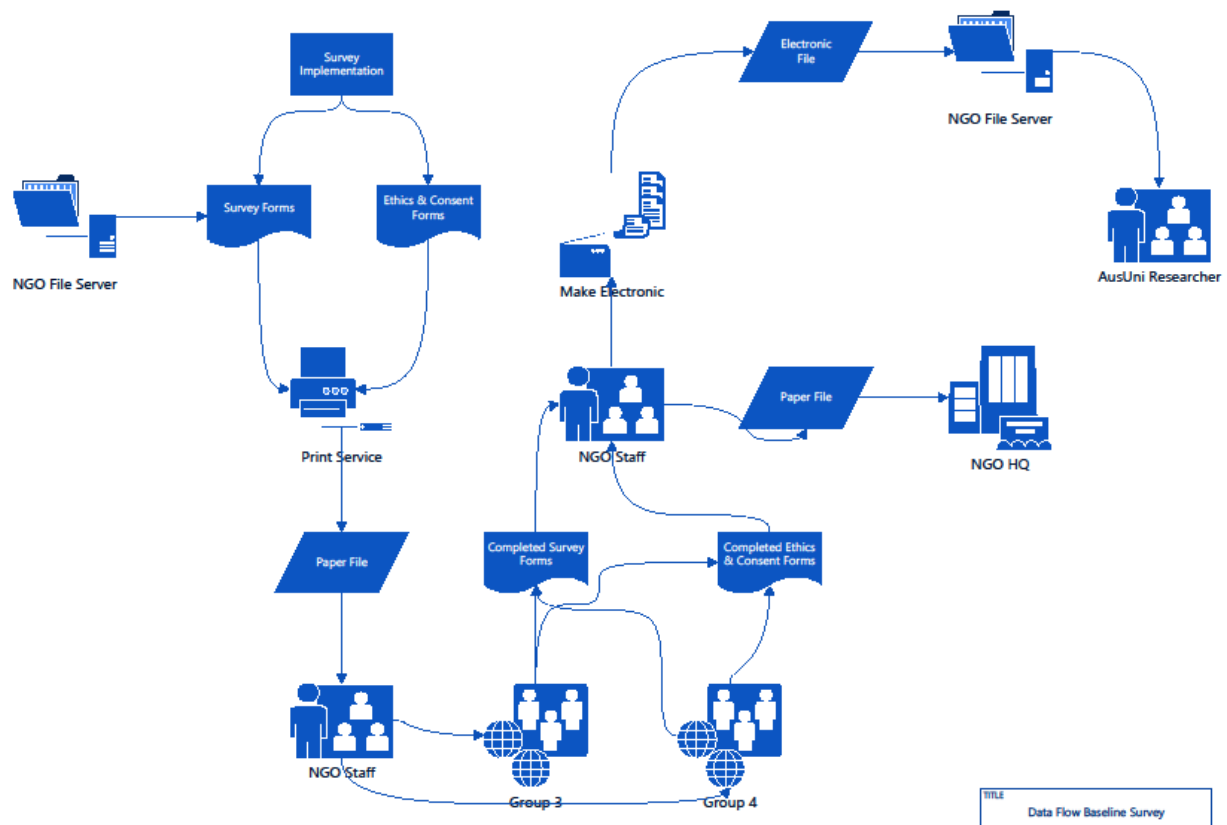 Survey
Implementation
Electronic
File
NGO File Server
Survey Forms
Ethics & Consent
Forms
NGO File Server
Make Electronic
AusUni Researcher
Print Service
NGO Staff
Paper File
NGO HQ
Paper File
Completed Survey
Forms
Completed Ethics
& Consent Forms
NGO Staff
Group 3
Group 4
TITLE
Data Flow Baseline Survey